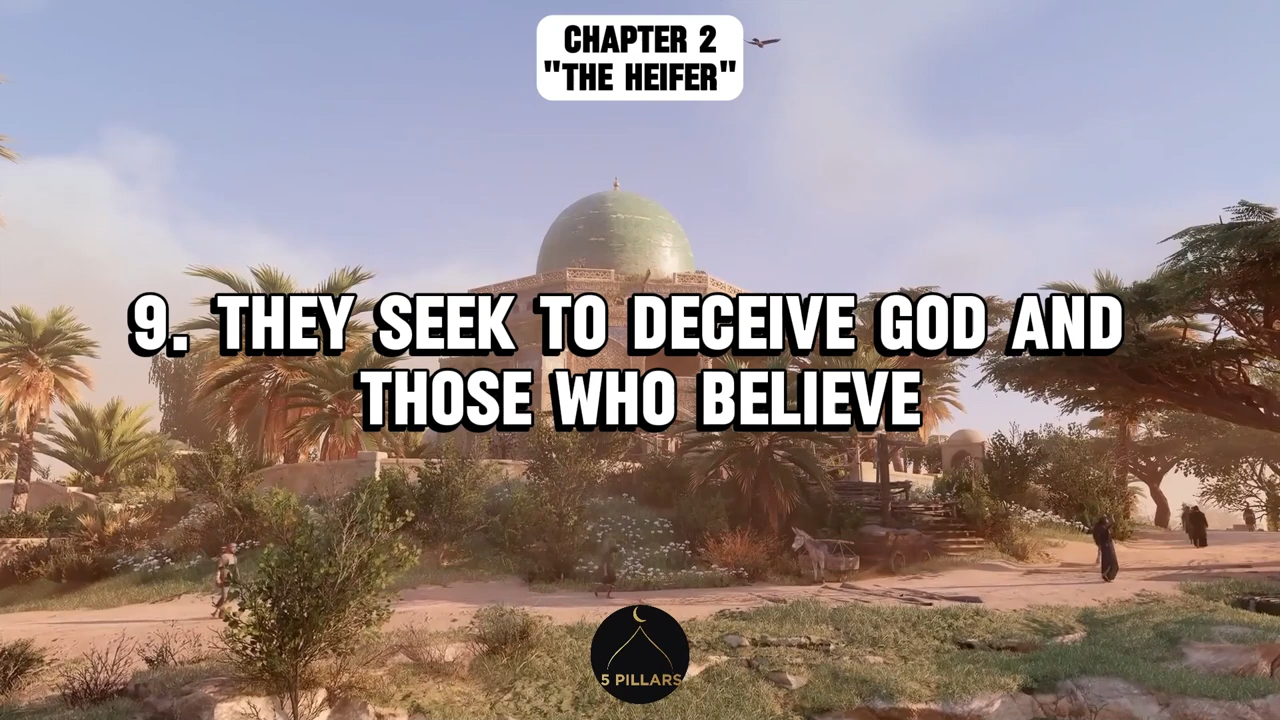 CHAPTER 2
"THE HEIFER"
9. THEY SEEK TO DECEIVE GOD AND
THOSE WHO BELIEVE
5 PILLARS